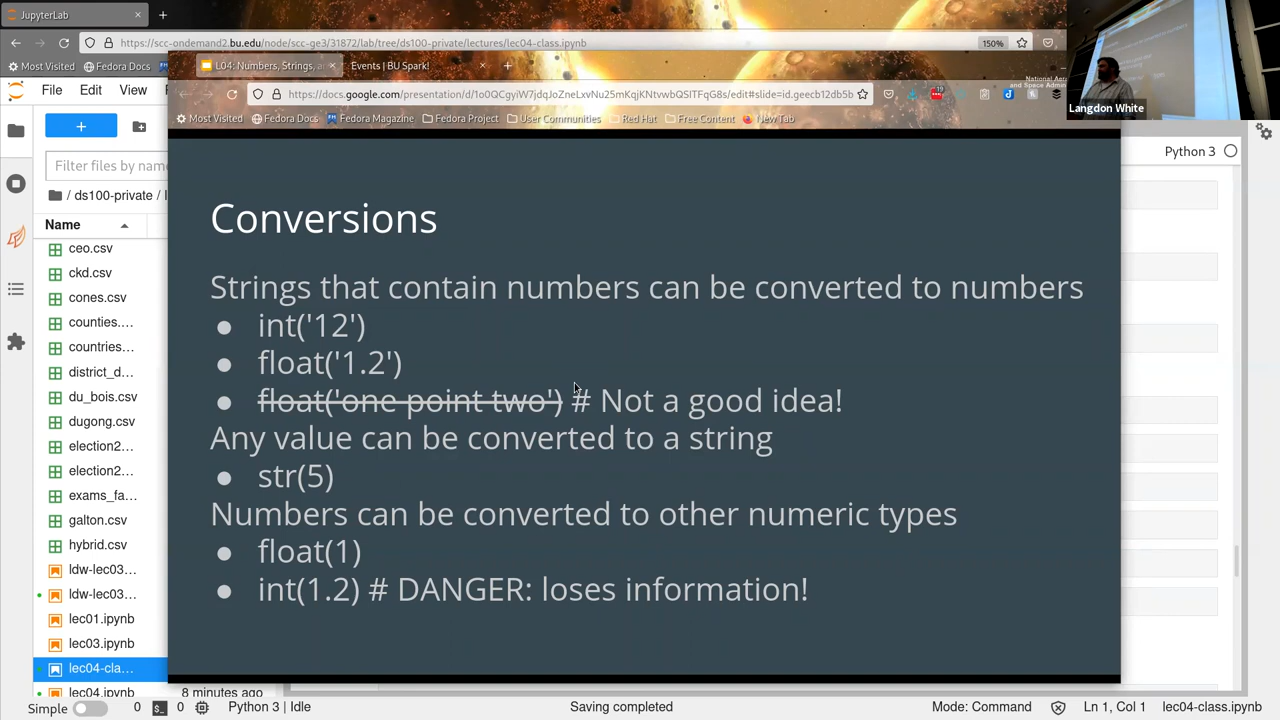 JupyterLab
https://scc-ondemand2.bu.edu/node/scc-ge3/31872/lab/tree/ds100-private/lectures/lec04-class.ipynb
150%
Most Visited
Fedora Docs
File Edit View
Filter files by name
/ ds100-private / l
Name
ceo.csv
ckd.csv
cones.csv
counties....
countries...
district_d...
du_bois.csv
dugong.csv
election2...
election2...
exams_fa...
galton.csv
hybrid.csv
ldw-lec03...
ldw-lec03...
lec01.ipynb
lec03.ipynb
lec04-cla...
lec04.ipynb 8 minutes ago
L04: Numbers, Strings, a
Events | BU Spark!
https://docs.google.com/presentation/d/1o0QCgyiW7jdqJoZneLxvNu25mKqjKNtvwbQSITFqG8s/edit#slide=id.geecb12db5b
19
Most Visited Fedora Docs Fedora Magazine Fedora Project User Communities Red Hat Free Content New Tab
Conversions
Strings that contain numbers can be converted to numbers
● int('12')
● float('1.2')
● float('one point two') # Not a good idea!
Any value can be converted to a string
● str(5)
Numbers can be converted to other numeric types
● float(1)
● int(1.2) # DANGER: loses information!
National Aer
and Space Admi
Langdon White
Python 3
Simple
0
0
Python 3 | Idle
Saving completed
Mode: Command
Ln 1, Col 1
lec04-class.ipynb